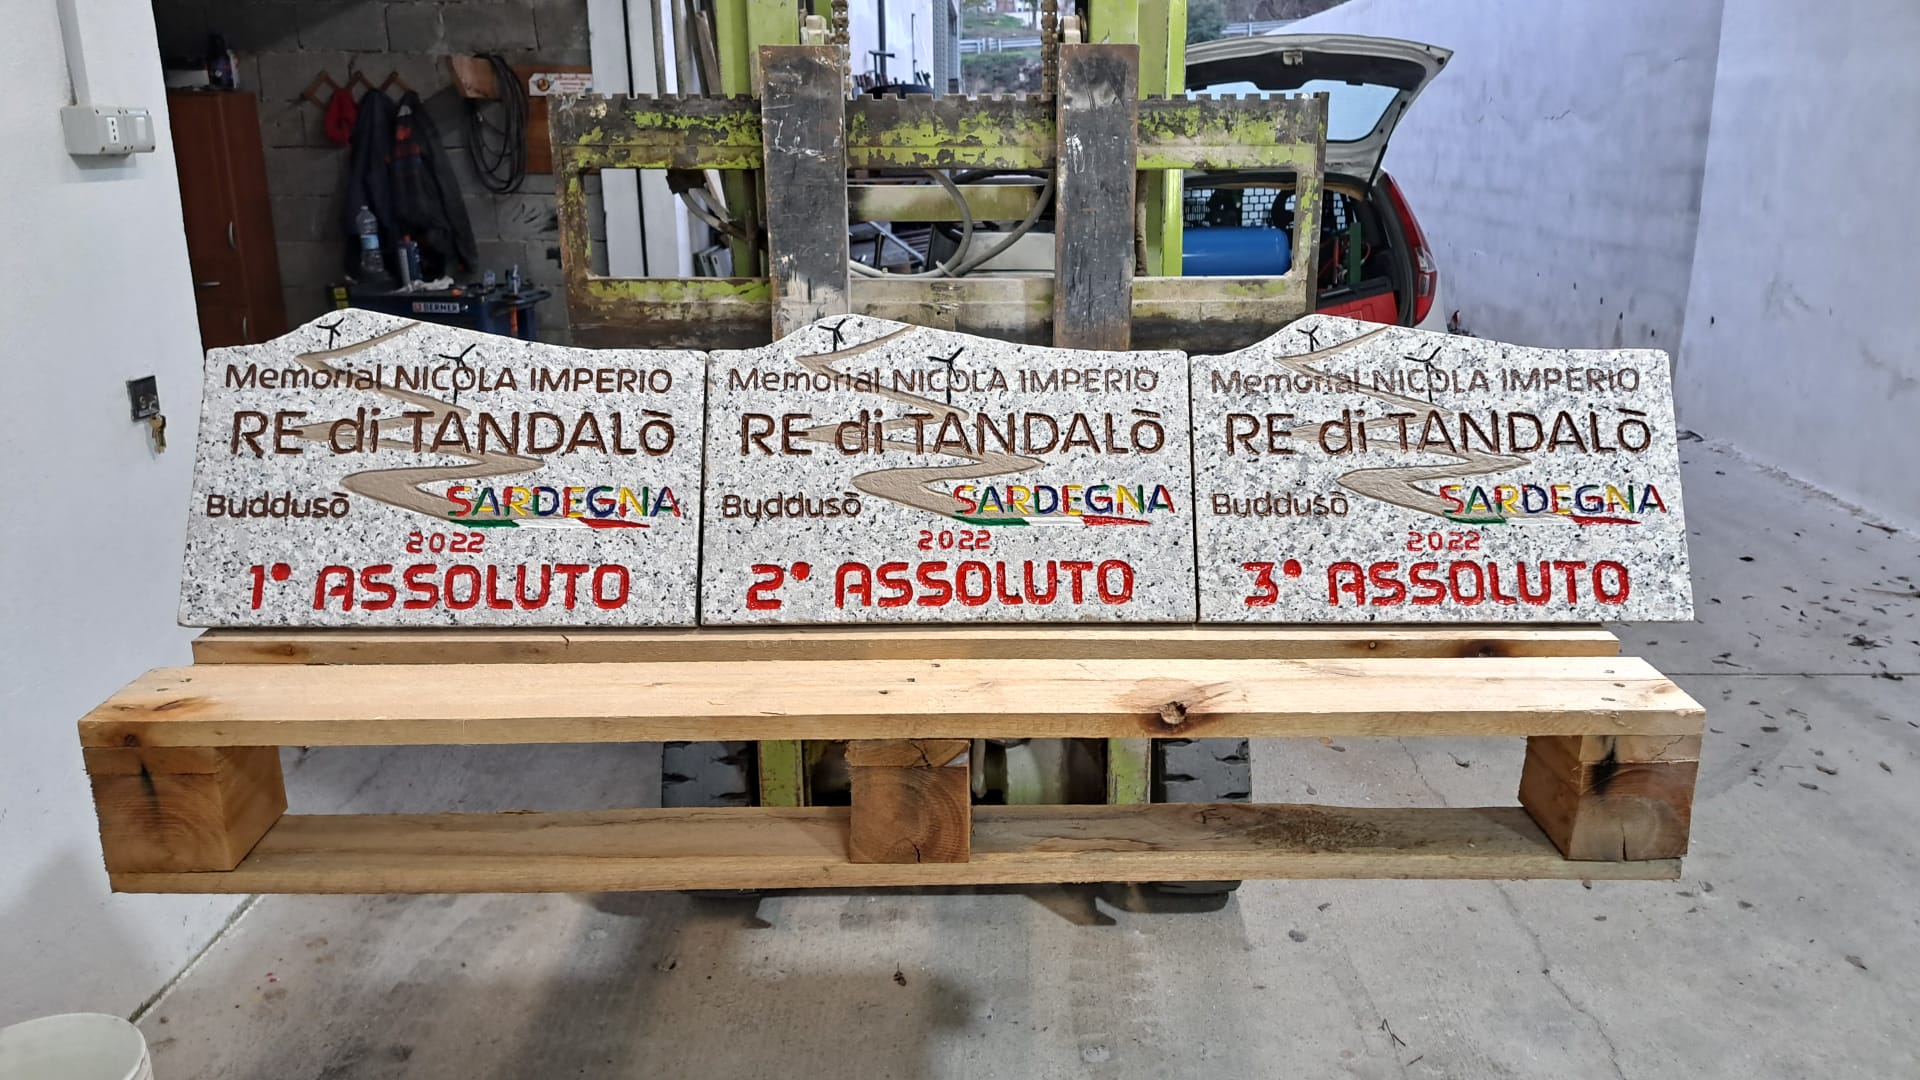 Memorial NICOLA IMPERIO
RE di TANDALÒ
Buddusò
SARDEGNA
2022
1° ASSOLUTO
Memorial NICOLA IMPERIO
RE di TANDALÒ
Buddusò
SARDEGNA
2022
2° ASSOLUTO
Memorial NICOLA IMPERIO
RE di TANDALÒ
Buddusò
SARDEGNA
2022
3° ASSOLUTO
BERNER